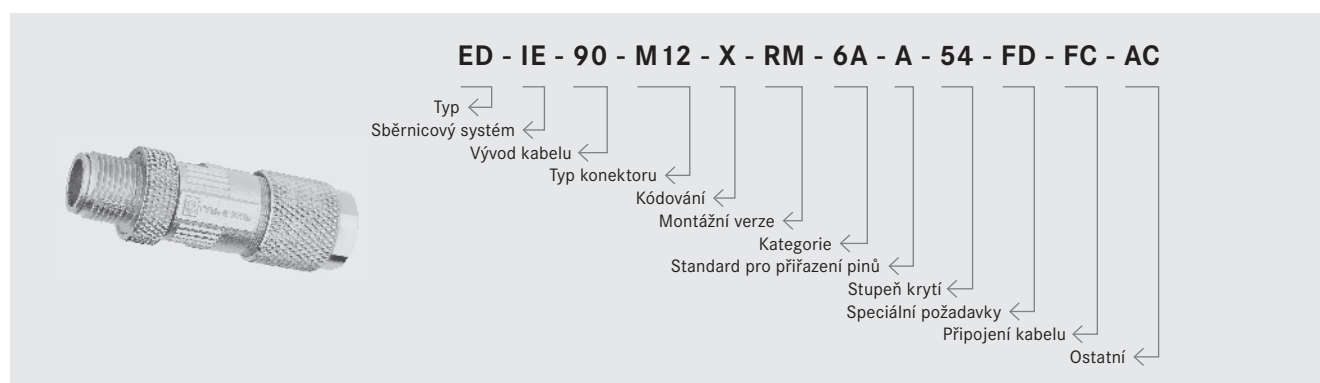 ED - IE - 90 - M12 - X - RM - 6A - A - 54 - FD - FC - AC
Typ
Sběrnicový systém
Vývod kabelu
Typ konektoru
Kódování
Montážní verze
Kategorie
Standard pro přiřazení pinů
Stupeň krytí
Speciální požadavky
Připojení kabelu
Ostatní